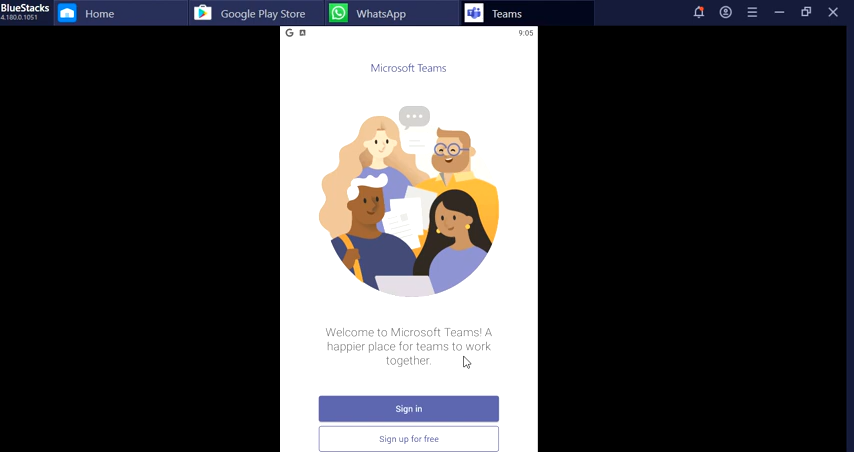 BlueStacks
4.180.0.1051
Home
Google Play Store
WhatsApp
Teams
G
A
9:05
Microsoft Teams
Welcome to Microsoft Teams! A
happier place for teams to work
together.
Sign in
Sign up for free